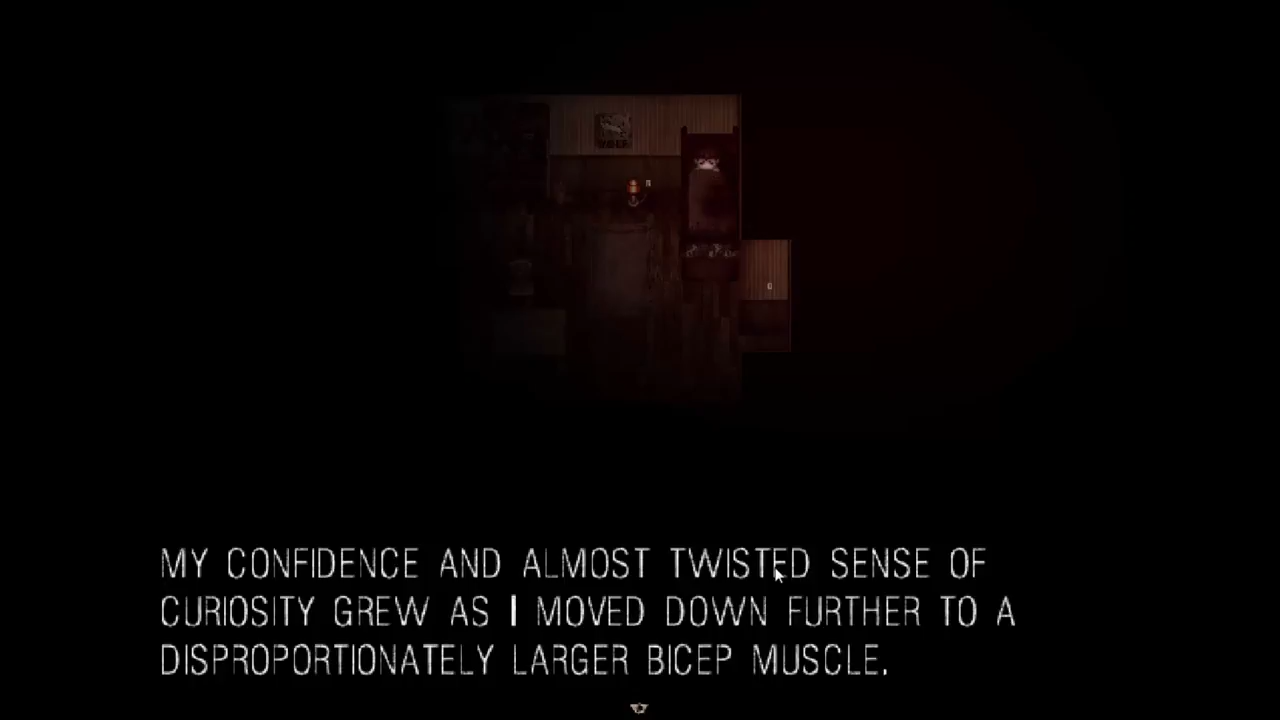 MY CONFIDENCE AND ALMOST TWISTED SENSE OF
CURIOSITY GREW AS I MOVED DOWN FURTHER TO A
DISPROPORTIONATELY LARGER BICEP MUSCLE.